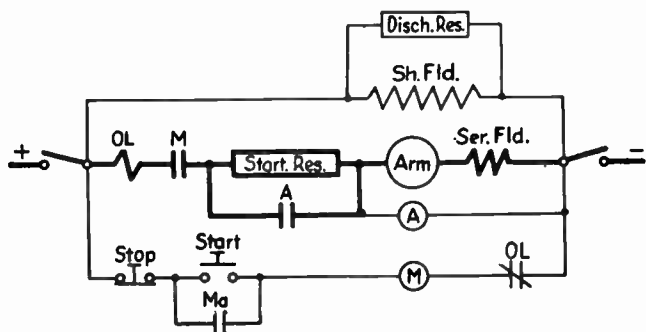 Disch. Res.
Sh. Fld.
+ OL M Start. Res. Arm Ser. Fld. −
A
A
Stop Start OL
M
Ma